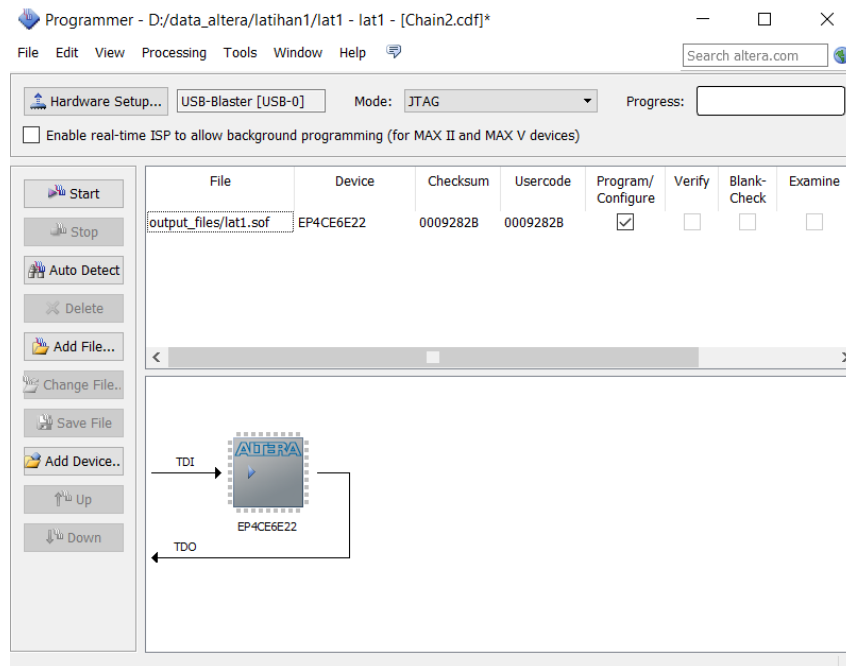 Programmer - D:/data_altera/latihan1/lat1 - lat1 - [Chain2.cdf]*
File Edit View Processing Tools Window Help
Search altera.com
Hardware Setup... USB-Blaster [USB-0] Mode: JTAG Progress:
Enable real-time ISP to allow background programming (for MAX II and MAX V devices)
Start
Stop
Auto Detect
Delete
Add File...
Change File..
Save File
Add Device..
Up
Down
File Device Checksum Usercode Program/ Verify Blank- Examine
Configure Check
output_files/lat1.sof EP4CE6E22 0009282B 0009282B
TDI
ALTERA
EP4CE6E22
TDO